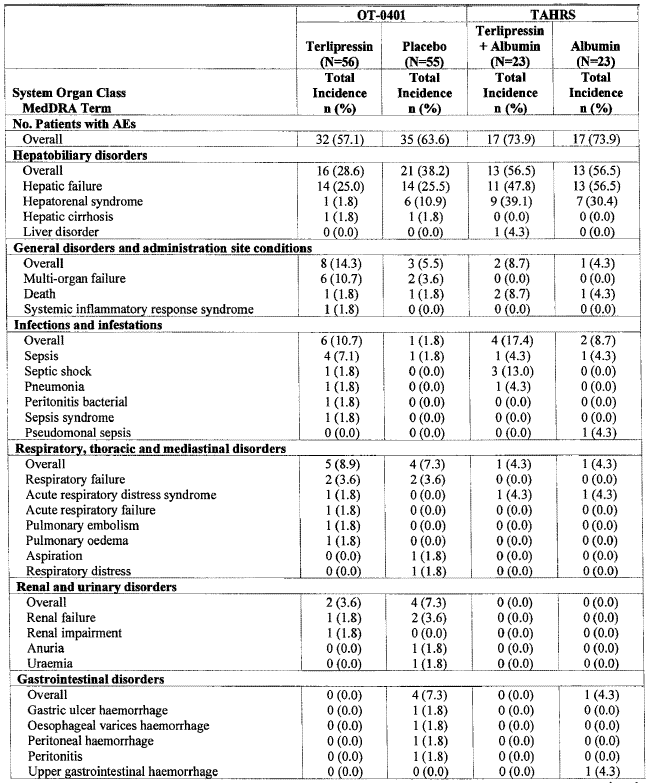 OT-0401 TAHRS
Terlipressin (N=56) Placebo (N=55) Terlipressin + Albumin (N=23) Albumin (N=23)
System Organ Class MedDRA Term Total Incidence n (%) Total Incidence n (%) Total Incidence n (%) Total Incidence n (%)
No. Patients with AEs
Overall 32 (57.1) 35 (63.6) 17 (73.9) 17 (73.9)
Hepatobiliary disorders
Overall 16 (28.6) 21 (38.2) 13 (56.5) 13 (56.5)
Hepatic failure 14 (25.0) 14 (25.5) 11 (47.8) 13 (56.5)
Hepatorenal syndrome 1 (1.8) 6 (10.9) 9 (39.1) 7 (30.4)
Hepatic cirrhosis 1 (1.8) 1 (1.8) 0 (0.0) 0 (0.0)
Liver disorder 0 (0.0) 0 (0.0) 1 (4.3) 0 (0.0)
General disorders and administration site conditions
Overall 8 (14.3) 3 (5.5) 2 (8.7) 1 (4.3)
Multi-organ failure 6 (10.7) 2 (3.6) 0 (0.0) 0 (0.0)
Death 1 (1.8) 1 (1.8) 2 (8.7) 1 (4.3)
Systemic inflammatory response syndrome 1 (1.8) 0 (0.0) 0 (0.0) 0 (0.0)
Infections and infestations
Overall 6 (10.7) 1 (1.8) 4 (17.4) 2 (8.7)
Sepsis 4 (7.1) 1 (1.8) 1 (4.3) 1 (4.3)
Septic shock 1 (1.8) 0 (0.0) 3 (13.0) 0 (0.0)
Pneumonia 1 (1.8) 0 (0.0) 1 (4.3) 0 (0.0)
Peritonitis bacterial 1 (1.8) 0 (0.0) 0 (0.0) 0 (0.0)
Sepsis syndrome 1 (1.8) 0 (0.0) 0 (0.0) 0 (0.0)
Pseudomonal sepsis 0 (0.0) 0 (0.0) 0 (0.0) 1 (4.3)
Respiratory, thoracic and mediastinal disorders
Overall 5 (8.9) 4 (7.3) 1 (4.3) 1 (4.3)
Respiratory failure 2 (3.6) 2 (3.6) 0 (0.0) 0 (0.0)
Acute respiratory distress syndrome 1 (1.8) 0 (0.0) 1 (4.3) 1 (4.3)
Acute respiratory failure 1 (1.8) 0 (0.0) 0 (0.0) 0 (0.0)
Pulmonary embolism 1 (1.8) 0 (0.0) 0 (0.0) 0 (0.0)
Pulmonary oedema 1 (1.8) 0 (0.0) 0 (0.0) 0 (0.0)
Aspiration 0 (0.0) 1 (1.8) 0 (0.0) 0 (0.0)
Respiratory distress 0 (0.0) 1 (1.8) 0 (0.0) 0 (0.0)
Renal and urinary disorders
Overall 2 (3.6) 4 (7.3) 0 (0.0) 0 (0.0)
Renal failure 1 (1.8) 2 (3.6) 0 (0.0) 0 (0.0)
Renal impairment 1 (1.8) 0 (0.0) 0 (0.0) 0 (0.0)
Anuria 0 (0.0) 1 (1.8) 0 (0.0) 0 (0.0)
Uraemia 0 (0.0) 1 (1.8) 0 (0.0) 0 (0.0)
Gastrointestinal disorders
Overall 0 (0.0) 4 (7.3) 0 (0.0) 1 (4.3)
Gastric ulcer haemorrhage 0 (0.0) 1 (1.8) 0 (0.0) 0 (0.0)
Oesophageal varices haemorrhage 0 (0.0) 1 (1.8) 0 (0.0) 0 (0.0)
Peritoneal haemorrhage 0 (0.0) 1 (1.8) 0 (0.0) 0 (0.0)
Peritonitis 0 (0.0) 1 (1.8) 0 (0.0) 0 (0.0)
Upper gastrointestinal haemorrhage 0 (0.0) 0 (0.0) 0 (0.0) 1 (4.3)